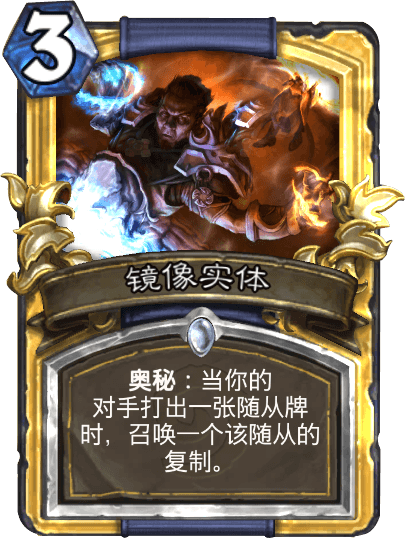 3
镜像实体
奥秘：当你的
对手打出一张随从牌
时，召唤一个该随从的
复制。